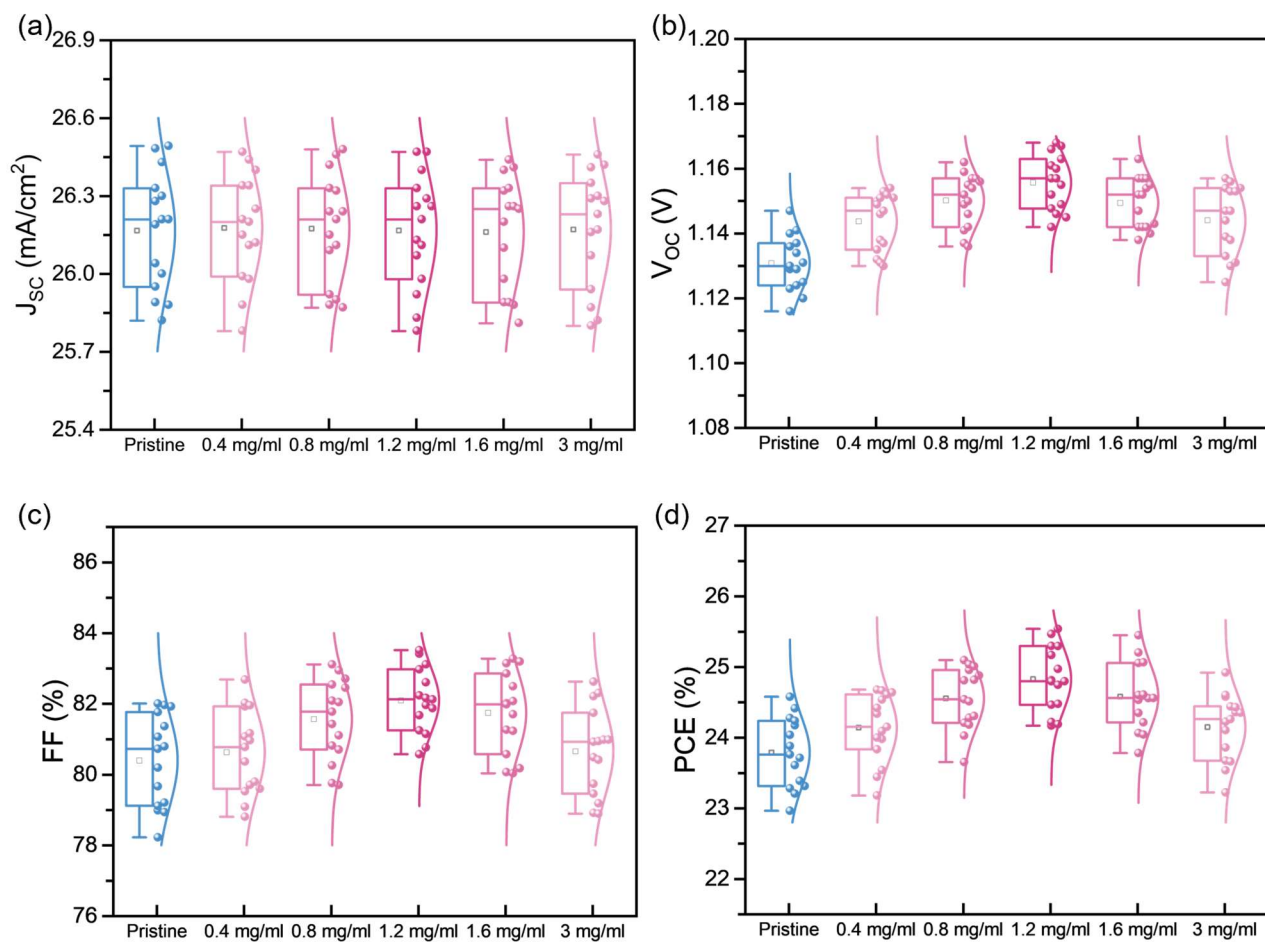 (a)
26.9
26.6
26.3
26.0
25.7
25.4
J_SC (mA/cm²)
Pristine 0.4 mg/ml 0.8 mg/ml 1.2 mg/ml 1.6 mg/ml 3 mg/ml
(b)
1.20
1.18
1.16
1.14
1.12
1.10
1.08
V_OC (V)
Pristine 0.4 mg/ml 0.8 mg/ml 1.2 mg/ml 1.6 mg/ml 3 mg/ml
(c)
86
84
82
80
78
76
FF (%)
Pristine 0.4 mg/ml 0.8 mg/ml 1.2 mg/ml 1.6 mg/ml 3 mg/ml
(d)
27
26
25
24
23
22
PCE (%)
Pristine 0.4 mg/ml 0.8 mg/ml 1.2 mg/ml 1.6 mg/ml 3 mg/ml